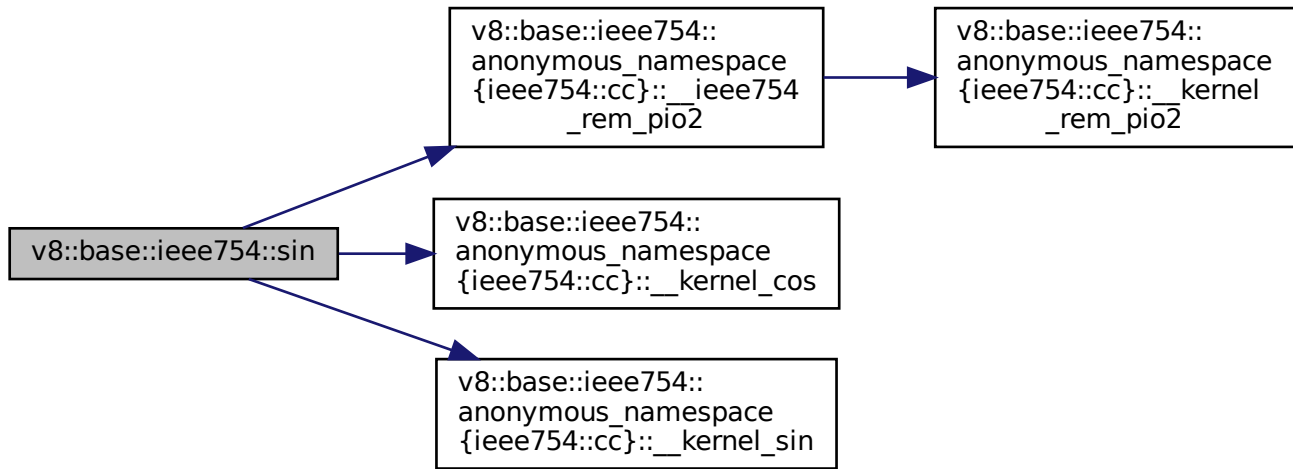 v8::base::ieee754::sin
v8::base::ieee754::
anonymous_namespace
{ieee754::cc}::__ieee754
_rem_pio2
v8::base::ieee754::
anonymous_namespace
{ieee754::cc}::__kernel
_rem_pio2
v8::base::ieee754::
anonymous_namespace
{ieee754::cc}::__kernel_cos
v8::base::ieee754::
anonymous_namespace
{ieee754::cc}::__kernel_sin